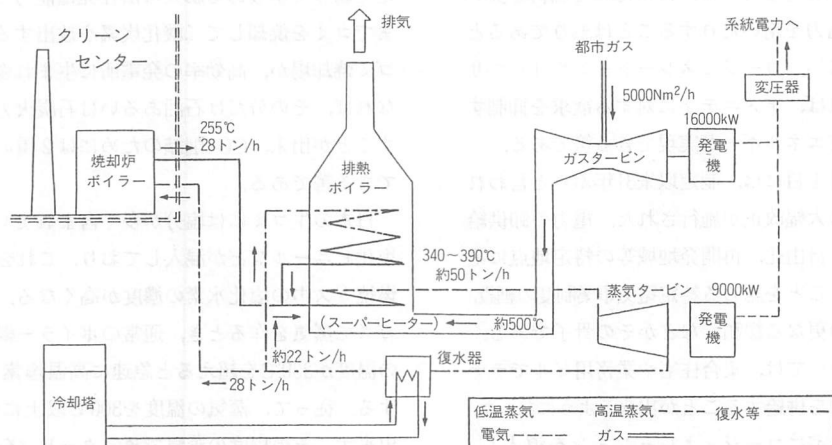 クリーン
センター
排気
都市ガス
系統電力へ
変圧器
5000Nm²/h
16000kW
発電
機
ガスタービン
255℃
28トン/h
焼却炉
ボイラー
排熱
ボイラー
340～390℃
約50トン/h
蒸気タービン
9000kW
発電
機
(スーパーヒーター)
約500℃
約22トン/h
28トン/h
復水器
冷却塔
低温蒸気
高温蒸気
復水等
電気
ガス